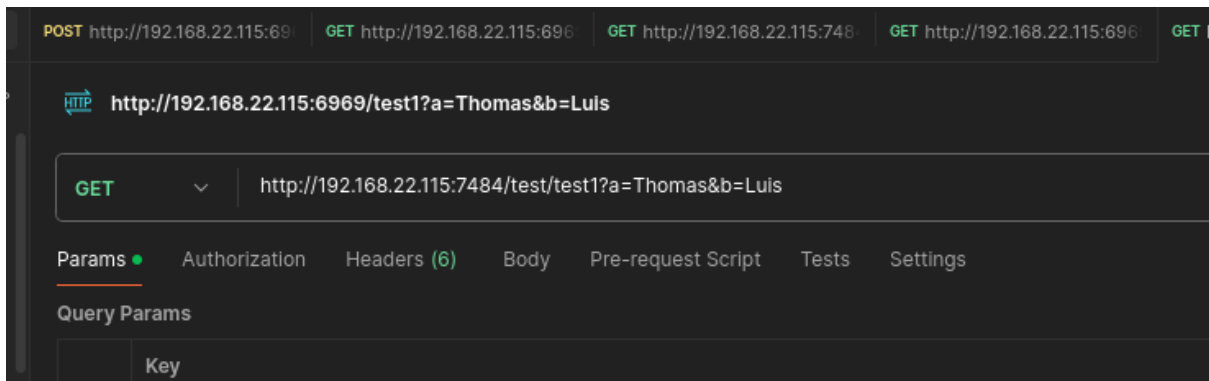 POST http://192.168.22.115:69 GET http://192.168.22.115:696 GET http://192.168.22.115:748 GET http://192.168.22.115:696 GET
HTTP http://192.168.22.115:6969/test1?a=Thomas&b=Luis
GET http://192.168.22.115:7484/test/test1?a=Thomas&b=Luis
Params Authorization Headers (6) Body Pre-request Script Tests Settings
Query Params
Key